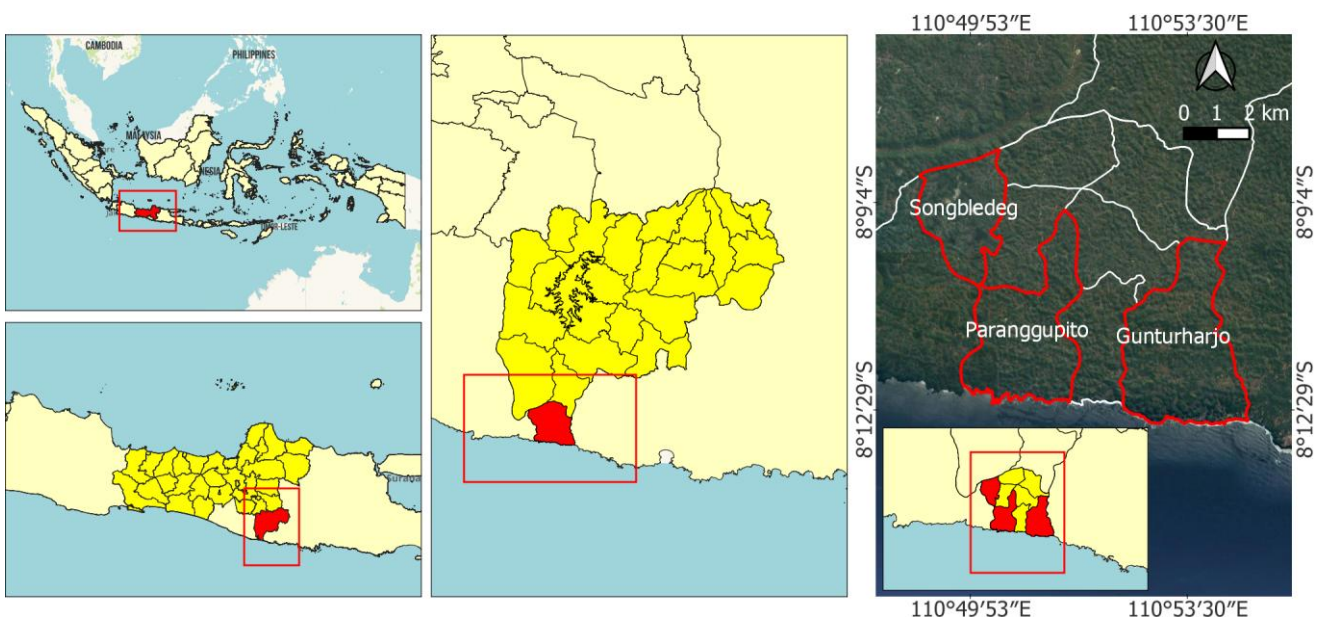 CAMBODIA
PHILIPPINES
MALAYSIA
NESIA
110°49′53″E 110°53′30″E
0 1 2 km
8°9′4″S
8°9′4″S
Songbledeg
Paranggupito
Gunturharjo
8°12′29″S
8°12′29″S
110°49′53″E 110°53′30″E